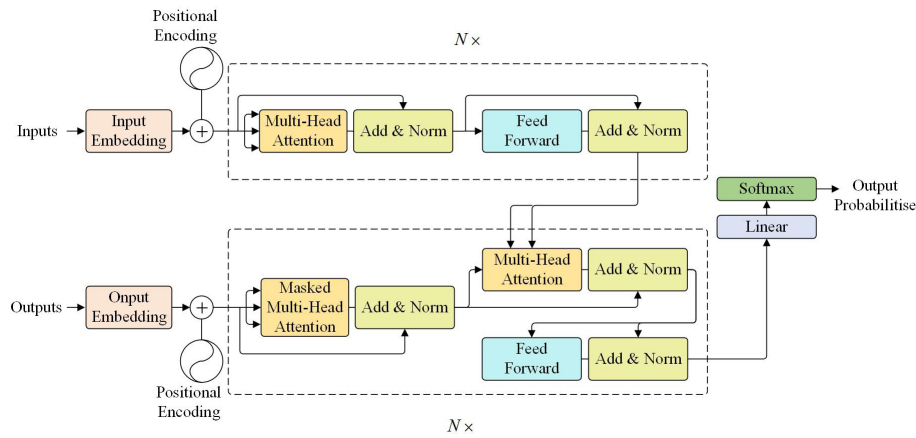 Positional
Encoding
N×
Inputs
Input
Embedding
Multi-Head
Attention
Add & Norm
Feed
Forward
Add & Norm
Softmax
Output
Probabilitise
Linear
Outputs
Onput
Embedding
Masked
Multi-Head
Attention
Add & Norm
Multi-Head
Attention
Add & Norm
Feed
Forward
Add & Norm
Positional
Encoding
N×